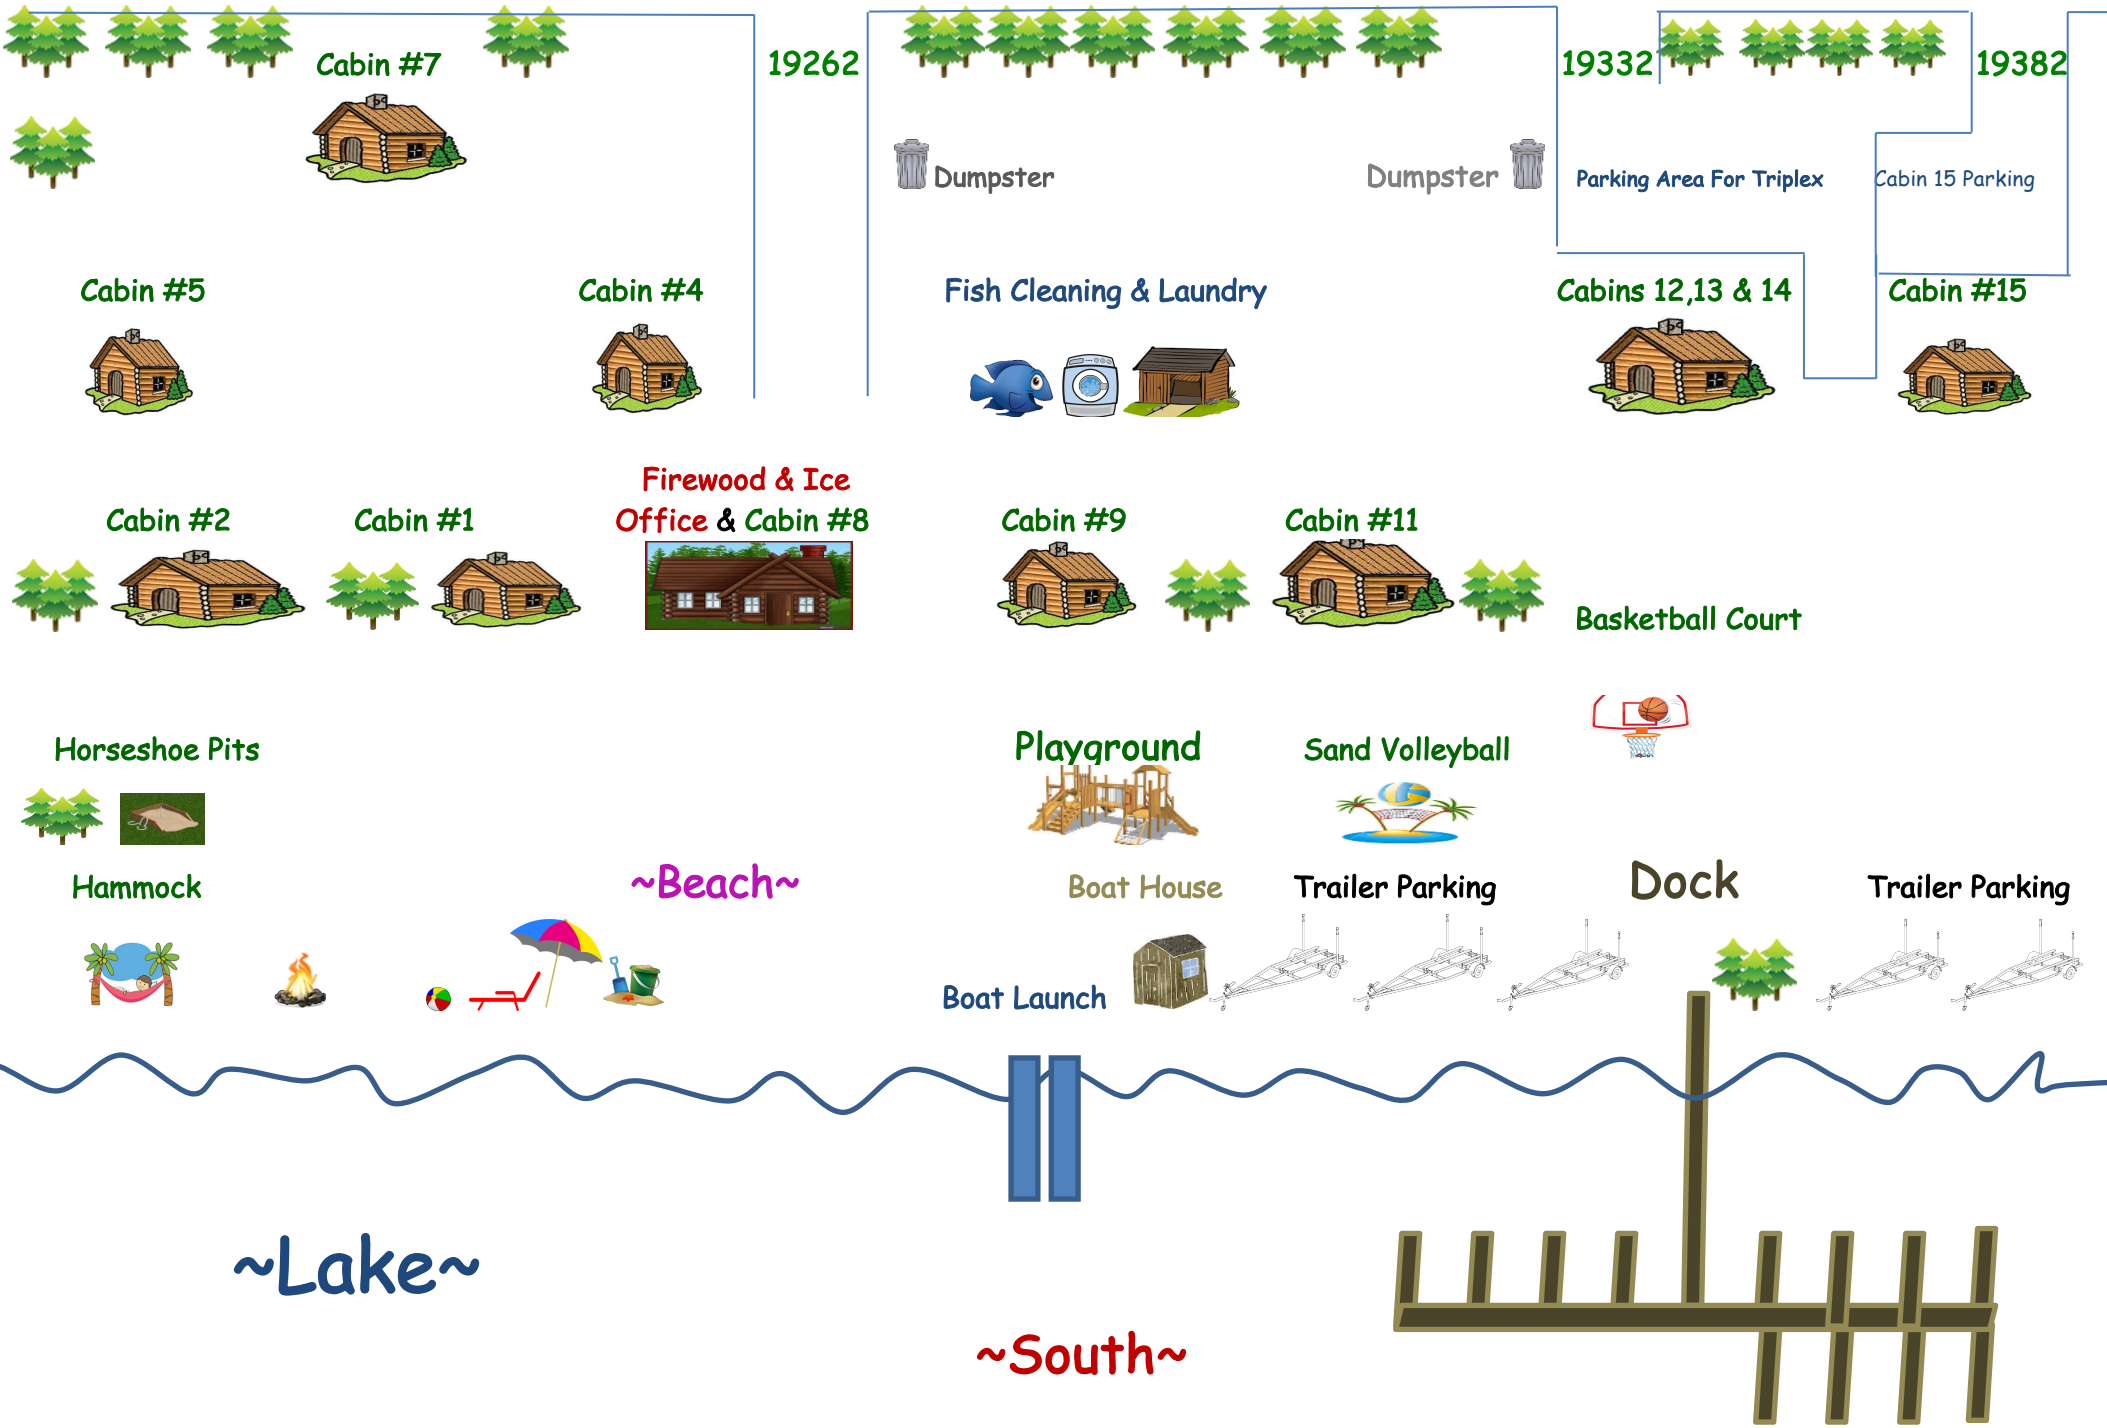 Cabin #7
19262
19332
19382
Dumpster
Dumpster
Parking Area For Triplex
Cabin 15 Parking
Cabin #5
Cabin #4
Fish Cleaning & Laundry
Cabins 12,13 & 14
Cabin #15
Firewood & Ice
Office & Cabin #8
Cabin #2
Cabin #1
Cabin #9
Cabin #11
Basketball Court
Horseshoe Pits
Playground
Sand Volleyball
Hammock
~Beach~
Boat House
Trailer Parking
Dock
Trailer Parking
Boat Launch
~Lake~
~South~